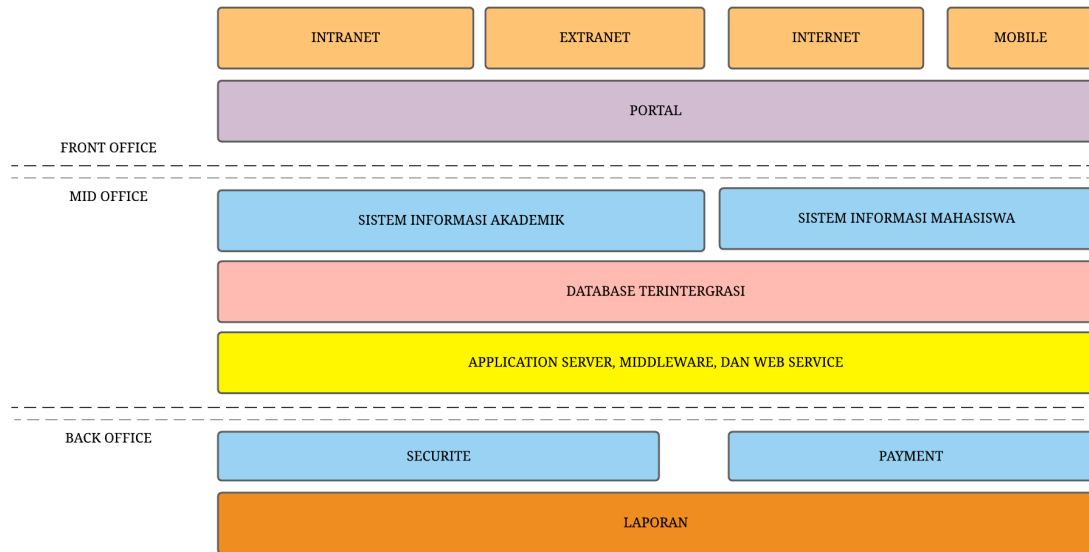 INTRANET
EXTRANET
INTERNET
MOBILE
PORTAL
FRONT OFFICE
MID OFFICE
SISTEM INFORMASI AKADEMIK
SISTEM INFORMASI MAHASISWA
DATABASE TERINTERGRASI
APPLICATION SERVER, MIDDLEWARE, DAN WEB SERVICE
BACK OFFICE
SECURITE
PAYMENT
LAPORAN